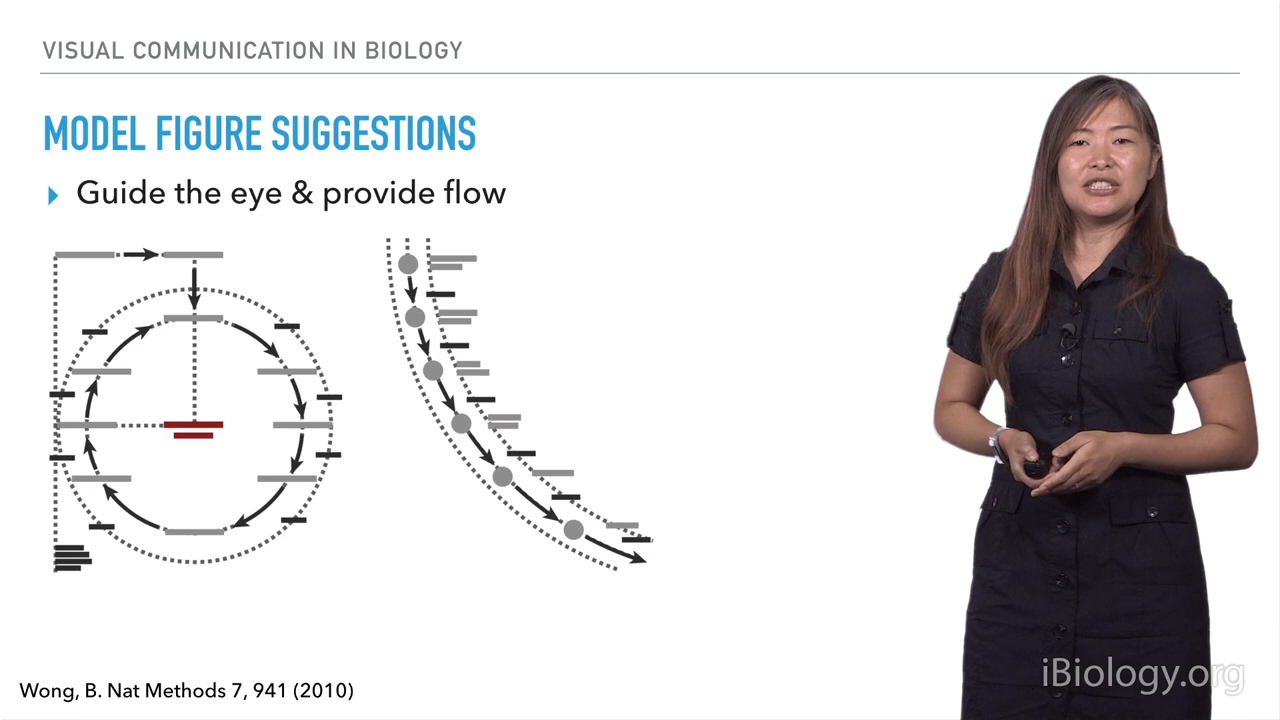 VISUAL COMMUNICATION IN BIOLOGY
MODEL FIGURE SUGGESTIONS
Guide the eye & provide flow
Wong, B. Nat Methods 7, 941 (2010)
iBiology.org